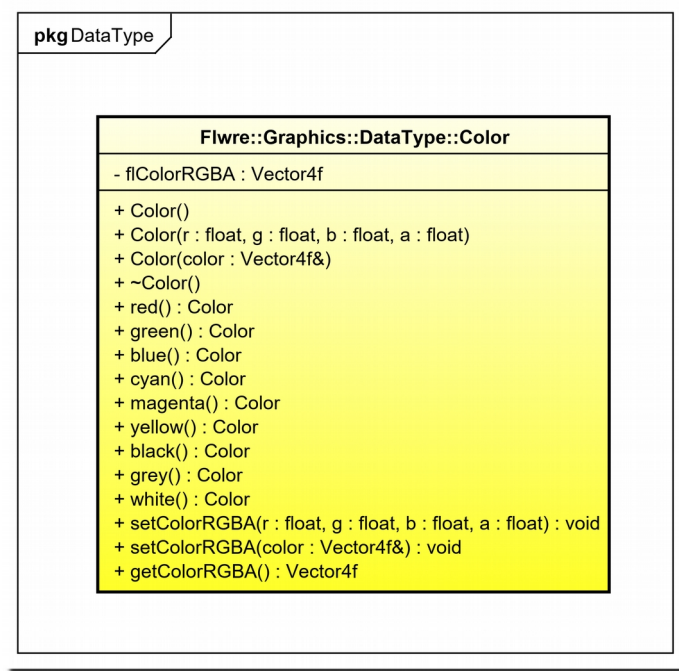 pkg DataType
Flwre::Graphics::DataType::Color
- flColorRGBA : Vector4f
+ Color()
+ Color(r : float, g : float, b : float, a : float)
+ Color(color : Vector4f&)
+ ~Color()
+ red() : Color
+ green() : Color
+ blue() : Color
+ cyan() : Color
+ magenta() : Color
+ yellow() : Color
+ black() : Color
+ grey() : Color
+ white() : Color
+ setColorRGBA(r : float, g : float, b : float, a : float) : void
+ setColorRGBA(color : Vector4f&) : void
+ getColorRGBA() : Vector4f